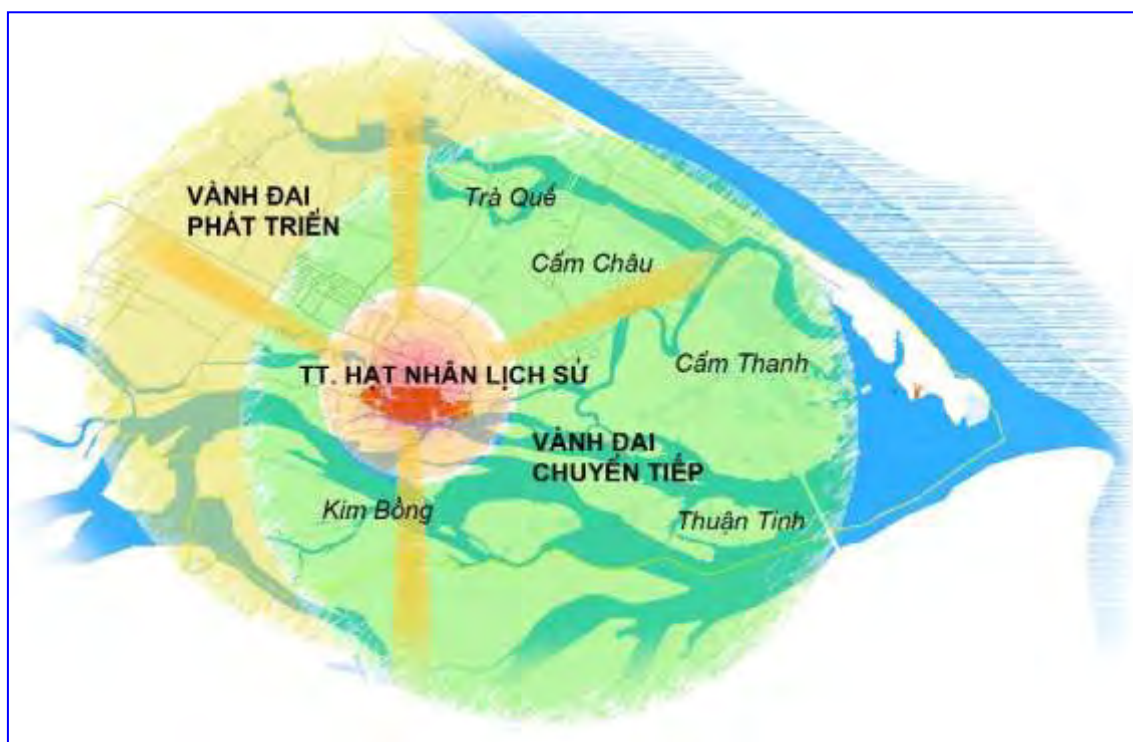 VÀNH ĐAI
PHÁT TRIỂN
Trà Quế
Cẩm Châu
TT. HẠT NHÂN LỊCH SỬ
Cẩm Thanh
VÀNH ĐAI
CHUYỂN TIẾP
Kim Bồng
Thuận Tình